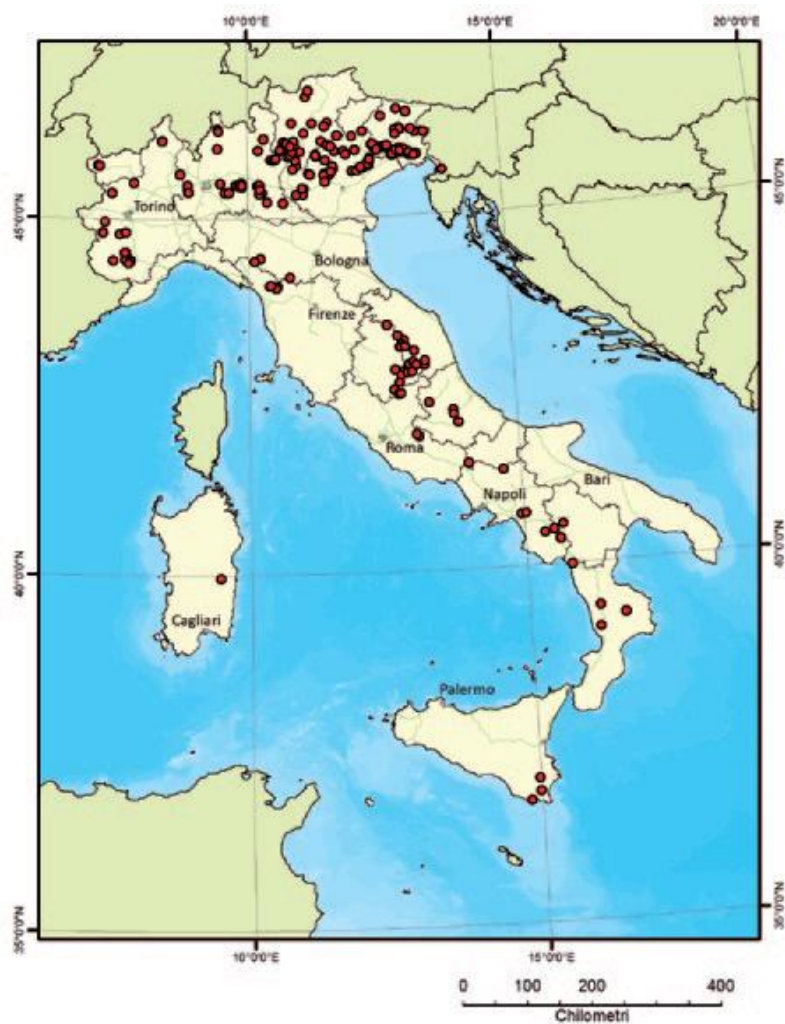 10°0'0"E 15°0'0"E 20°0'0"E
45°0'0"N 45°0'0"N
Torino
Bologna
Firenze
Roma
Bari
Napoli
40°0'0"N 40°0'0"N
Cagliari
Palermo
35°0'0"N 35°0'0"N
10°0'0"E 15°0'0"E
0 100 200 400
Chilometri